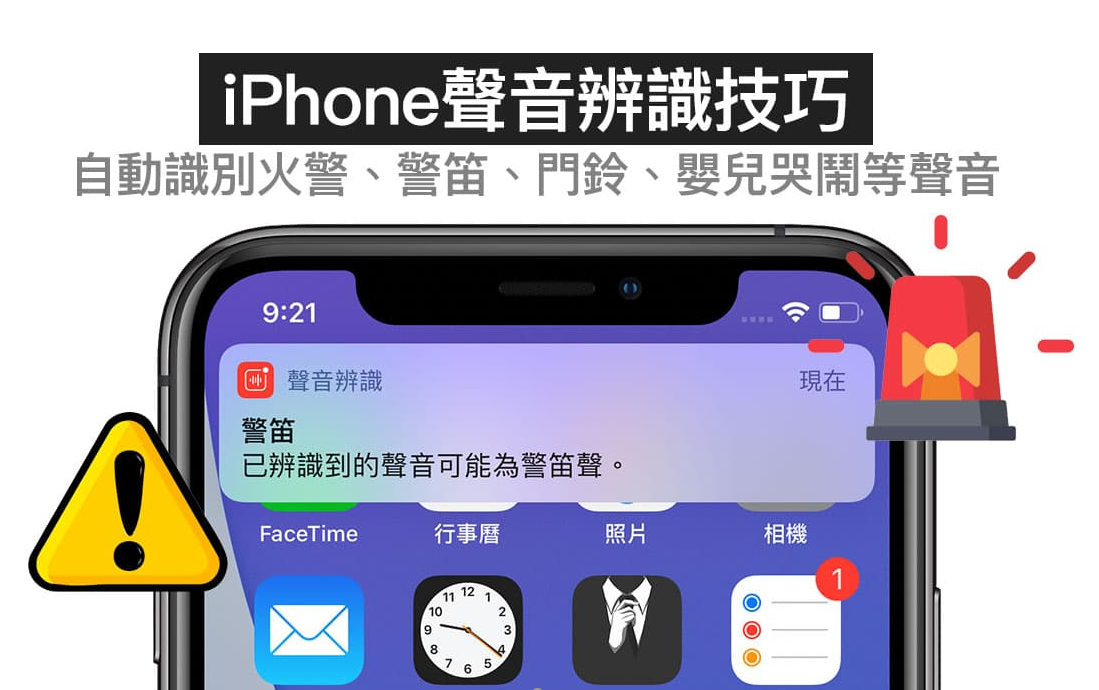 iPhone聲音辨識技巧
自動識別火警、警笛、門鈴、嬰兒哭鬧等聲音
9:21
聲音辨識 現在
警笛
已辨識到的聲音可能為警笛聲。
FaceTime 行事曆 照片 相機
1
11 12 1
10 2
9 3
8 4
7 6 5